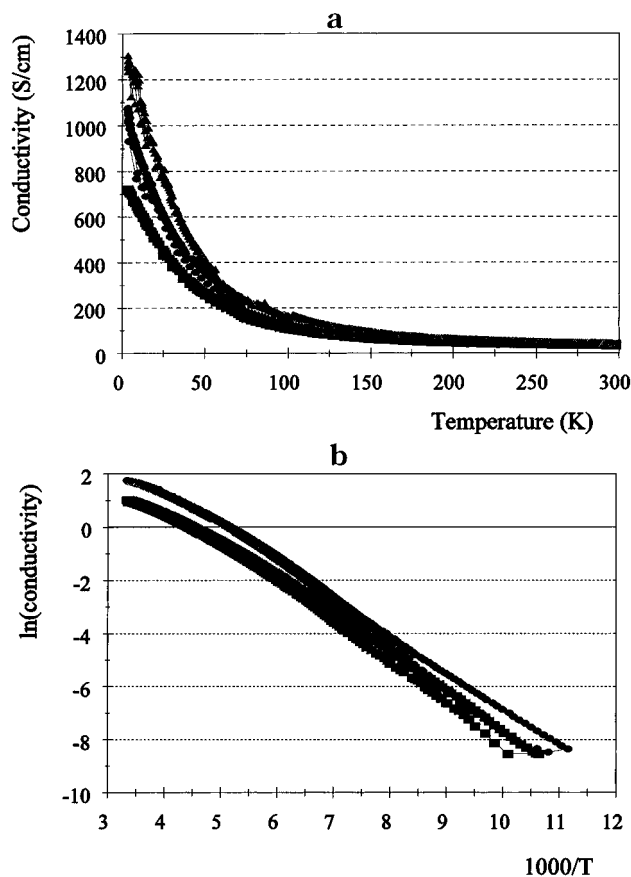 a
1400
1200
1000
800
600
400
200
0
Conductivity (S/cm)
0 50 100 150 200 250 300
Temperature (K)
b
2
0
-2
-4
-6
-8
-10
ln(conductivity)
3 4 5 6 7 8 9 10 11 12
1000/T